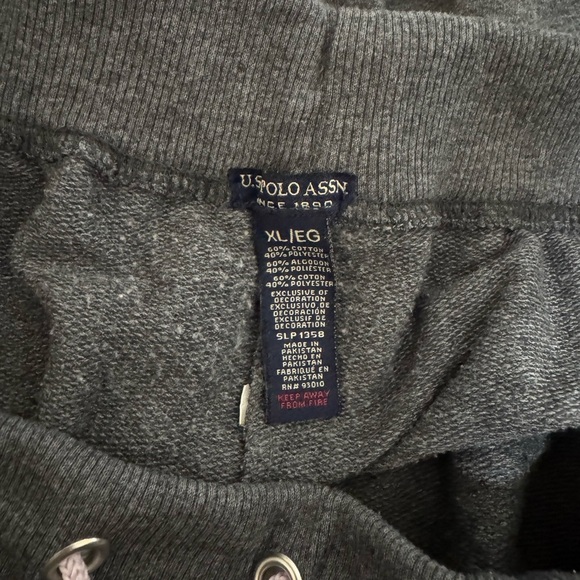 U.S. POLO ASSN.
SINCE 1890
XL/EG
60% COTTON
40% POLYESTER
60% ALGODON
40% POLIÉSTER
60% COTON
40% POLYESTER
EXCLUSIVE OF
DECORATION
EXCLUSIVO DE
DECORACIÓN
EXCLUSIF DE
DECORATION
SLP 1358
MADE IN
PAKISTAN
HECHO EN
PAKISTAN
FABRIQUÉ EN
PAKISTAN
RN# 93010
KEEP AWAY
FROM FIRE